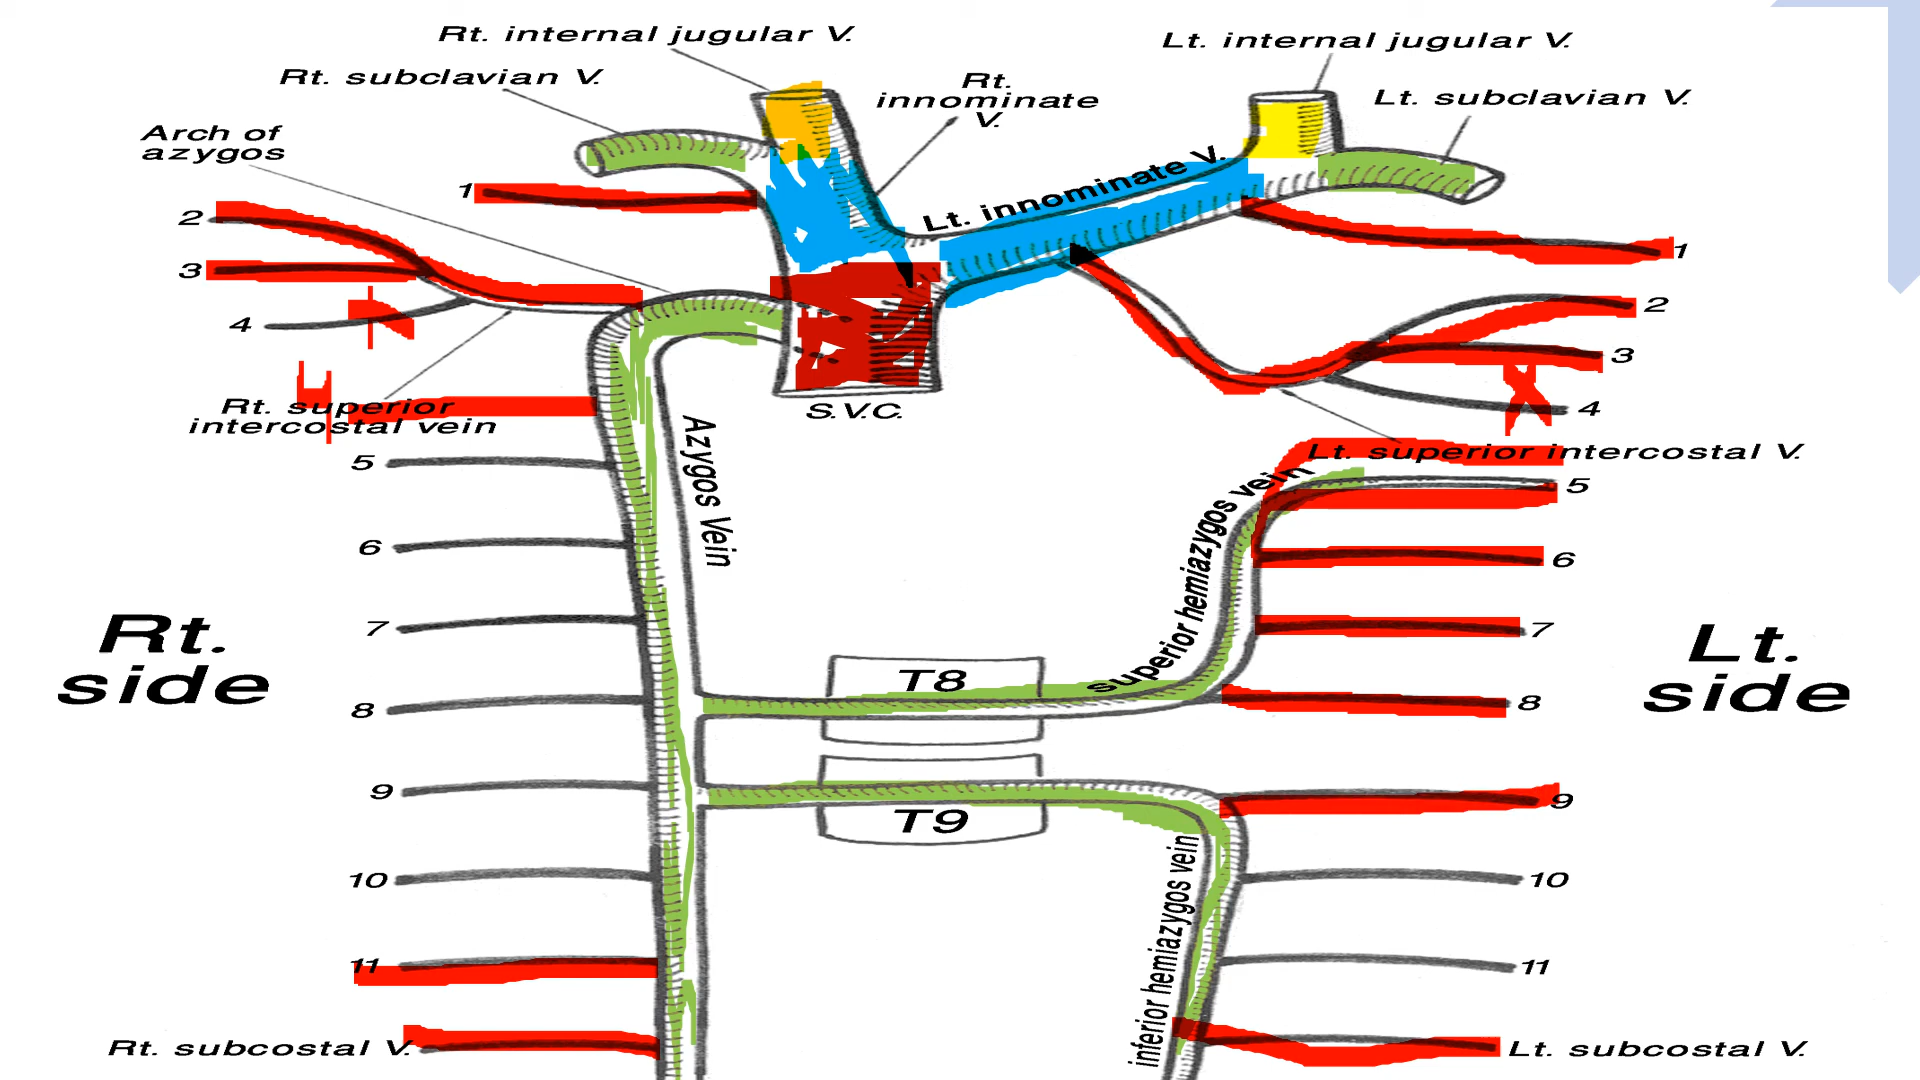 Rt. internal jugular V.
Lt. internal jugular V.
Rt. subclavian V.
Rt.
innominate
V.
Lt. subclavian V.
Arch of
azygos
Lt. innominate V.
1
2
3
4
4
1
2
3
4
Rt. superior
intercostal vein
S.V.C.
Lt. superior intercostal V.
Azygos Vein
superior hemiazygos vein
5
6
7
8
9
10
11
5
6
7
8
9
10
11
Rt.
side
Lt.
side
T8
T9
inferior hemiazygos vein
Rt. subcostal V.
Lt. subcostal V.